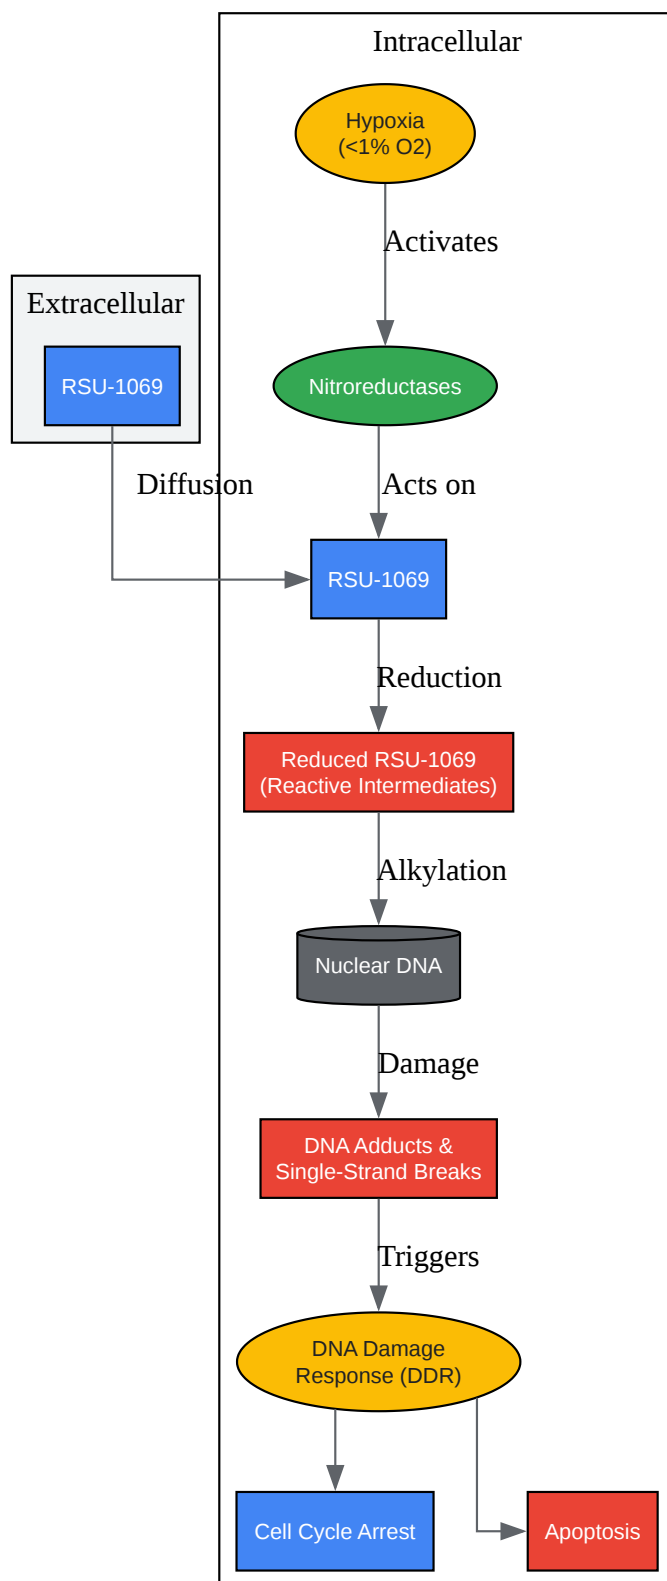 Intracellular
Hypoxia
(<1% O2)
Activates
Extracellular
RSU-1069
Nitroreductases
Diffusion
Acts on
RSU-1069
Reduction
Reduced RSU-1069
(Reactive Intermediates)
Alkylation
Nuclear DNA
Damage
DNA Adducts &
Single-Strand Breaks
Triggers
DNA Damage
Response (DDR)
Cell Cycle Arrest
Apoptosis